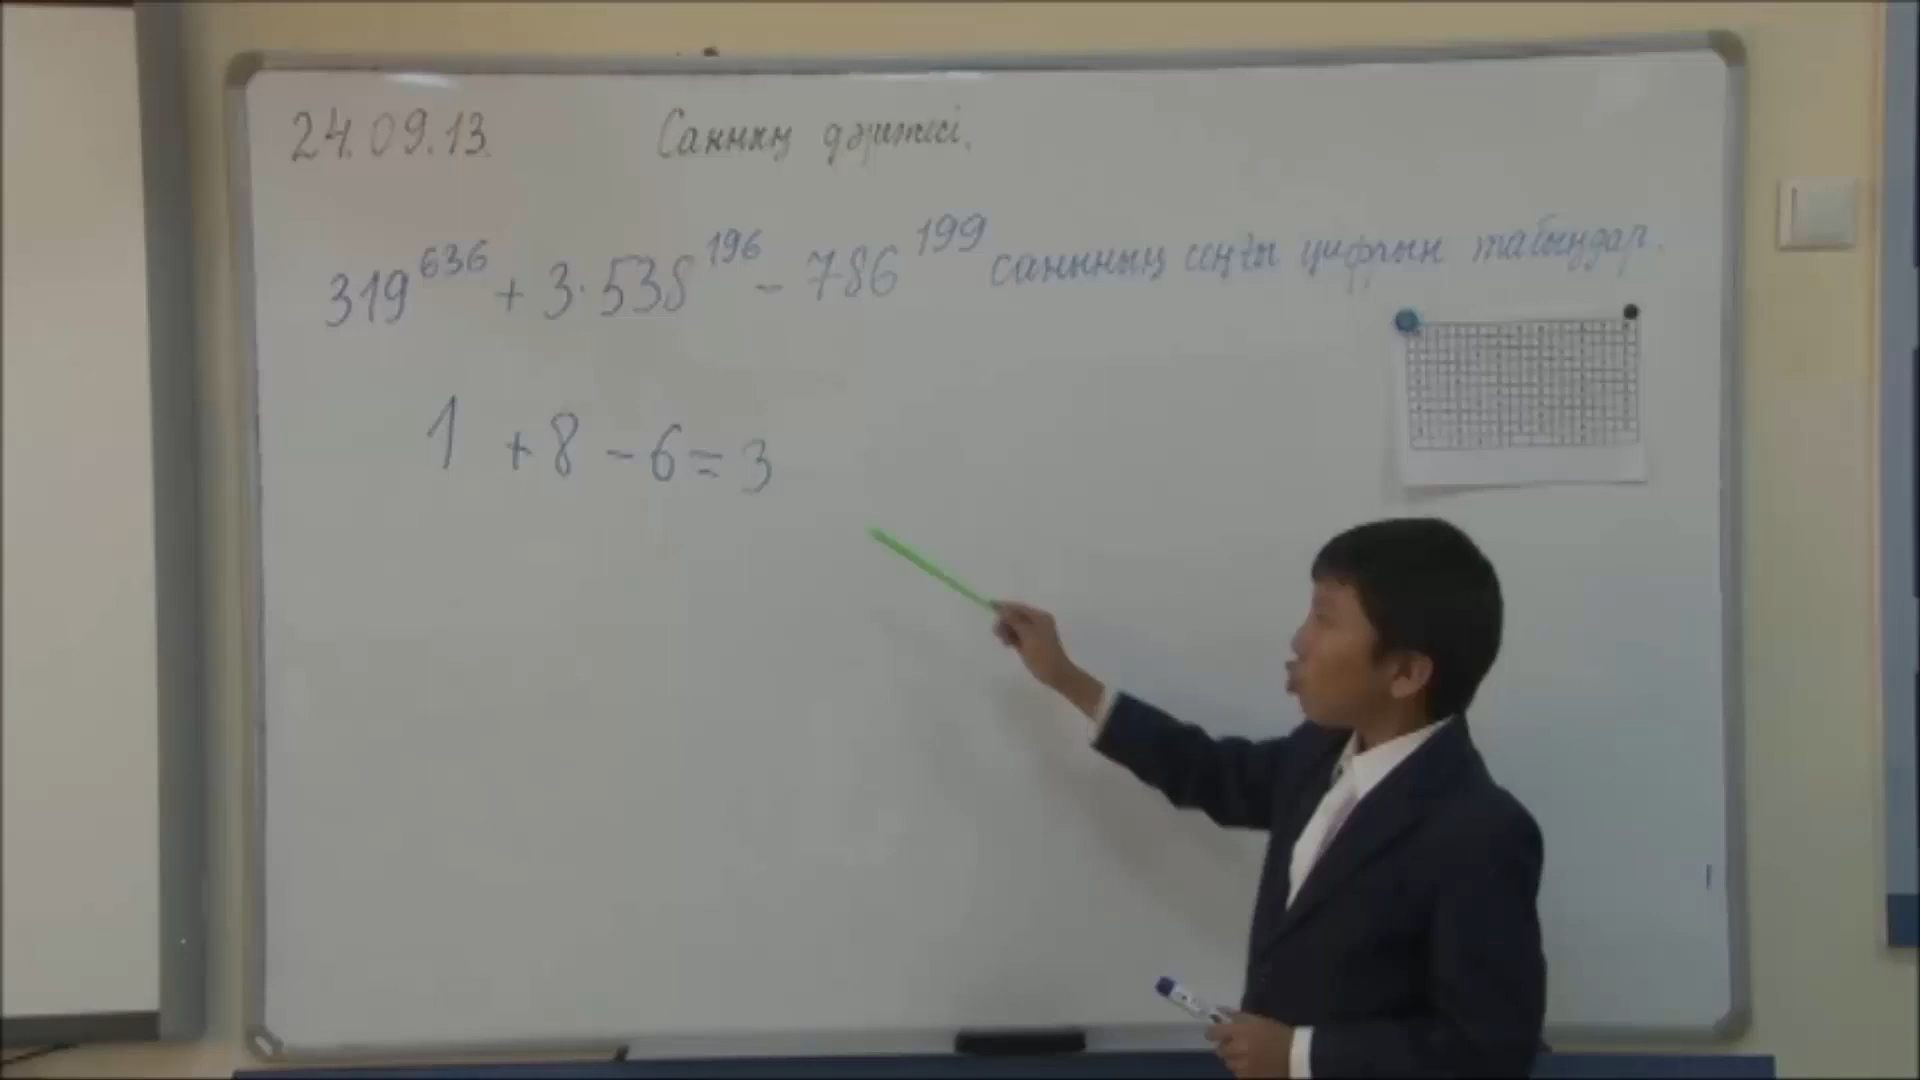 24.09.13. Санның дәрежесі.
319^636 + 3·538^196 - 786^199 санының соңғы цифрын табыңдар.
1 + 8 - 6 = 3